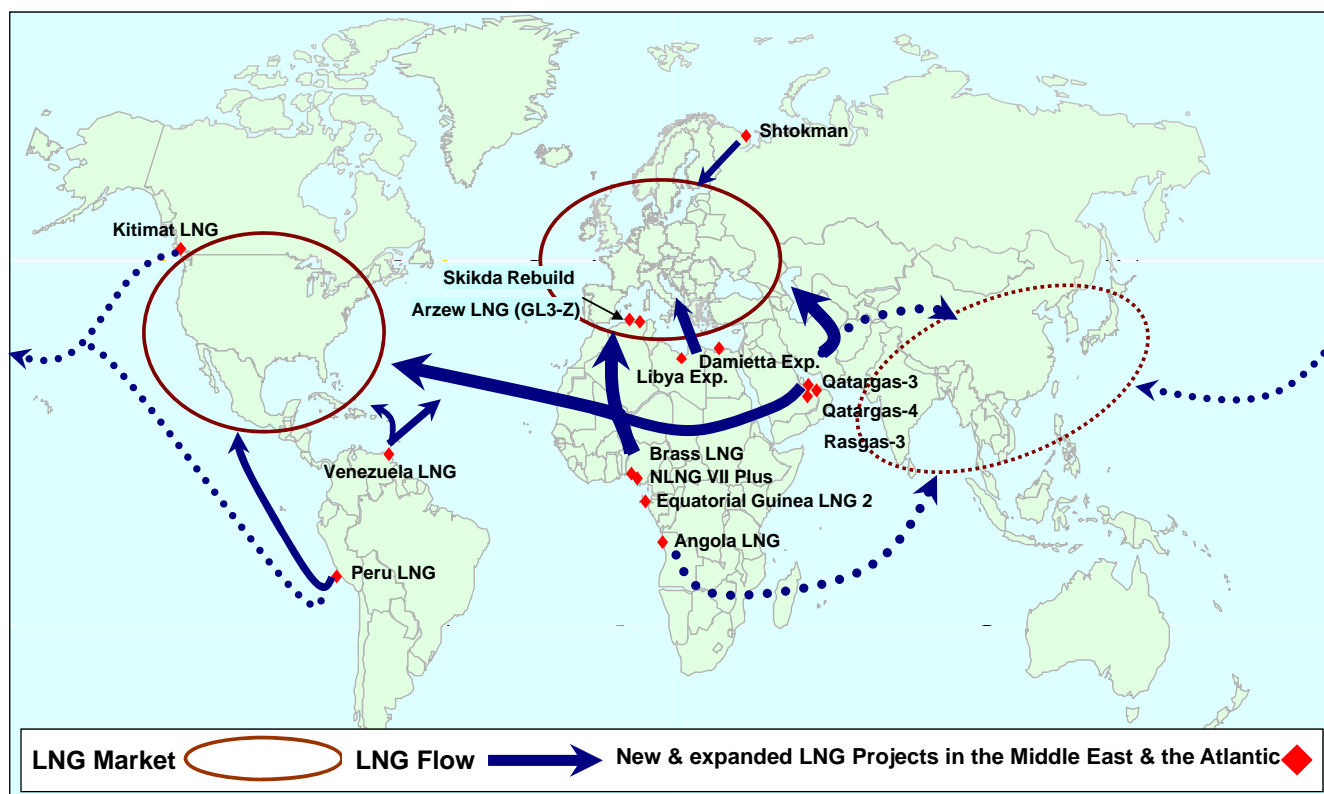 Shtokman
Kitimat LNG
Skikda Rebuild
Arzew LNG (GL3-Z)
Damietta Exp.
Libya Exp.
Qatargas-3
Qatargas-4
Rasgas-3
Brass LNG
Venezuela LNG
NLNG VII Plus
Equatorial Guinea LNG 2
Angola LNG
Peru LNG
LNG Market
LNG Flow
New & expanded LNG Projects in the Middle East & the Atlantic